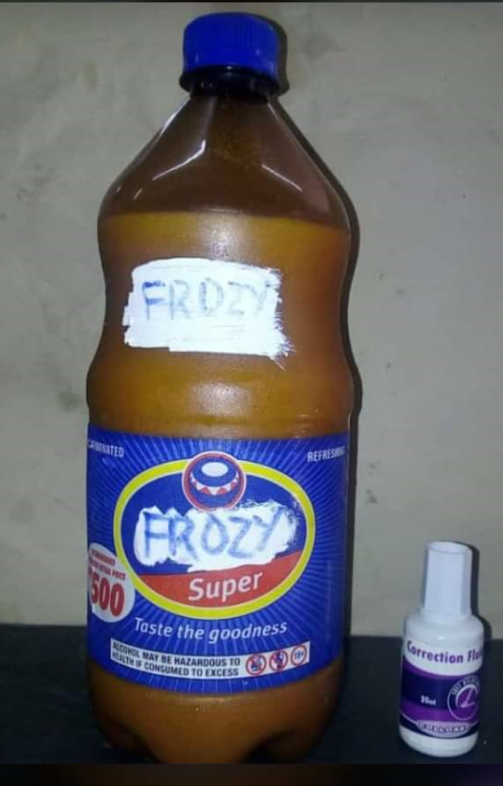 FROZY
CARBONATED
REFRESHING
FROZY
Super
500
Taste the goodness
ALCOHOL MAY BE HAZARDOUS TO
HEALTH IF CONSUMED TO EXCESS
18+
Correction Flu
20ml